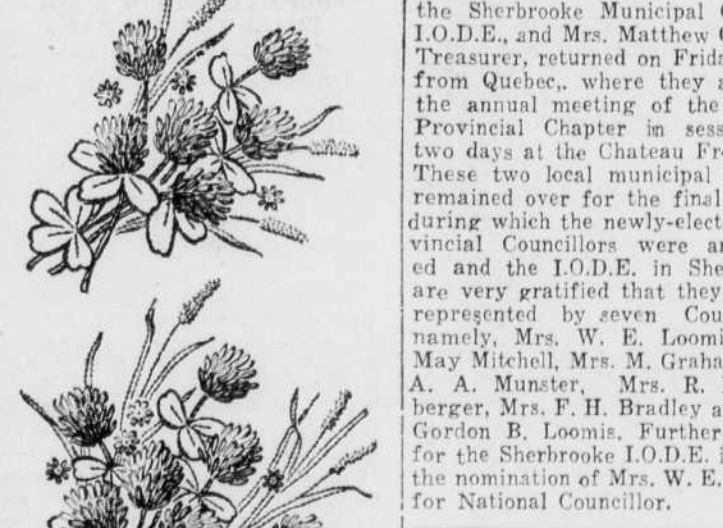 the Sherbrooke Municipal
I.O.D.E., and Mrs. Matthew
Treasurer, returned on
from Quebec,. where they
the annual meeting of the
Provincial Chapter im
two days at the Chateau
These two local municipal
remained over for the final
during which the
vincial Councillors were
ed and the I.O.D.E. in
are very gratified that they
represented by seven
namely, Mrs. W. E.
May Mitchell, Mrs. M.
A. A. Munster, Mrs. R.
berger, Mrs. F. H. Bradley
Gordon B. Loomis. Further
for the Sherbrooke I.O.D.E.
the nomination of Mrs. W. E.
for National Councillor.